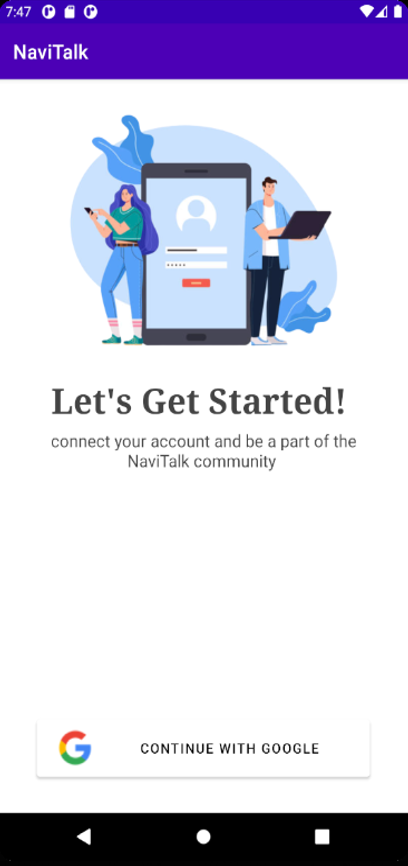 7:47
NaviTalk
Let's Get Started!
connect your account and be a part of the
NaviTalk community
CONTINUE WITH GOOGLE